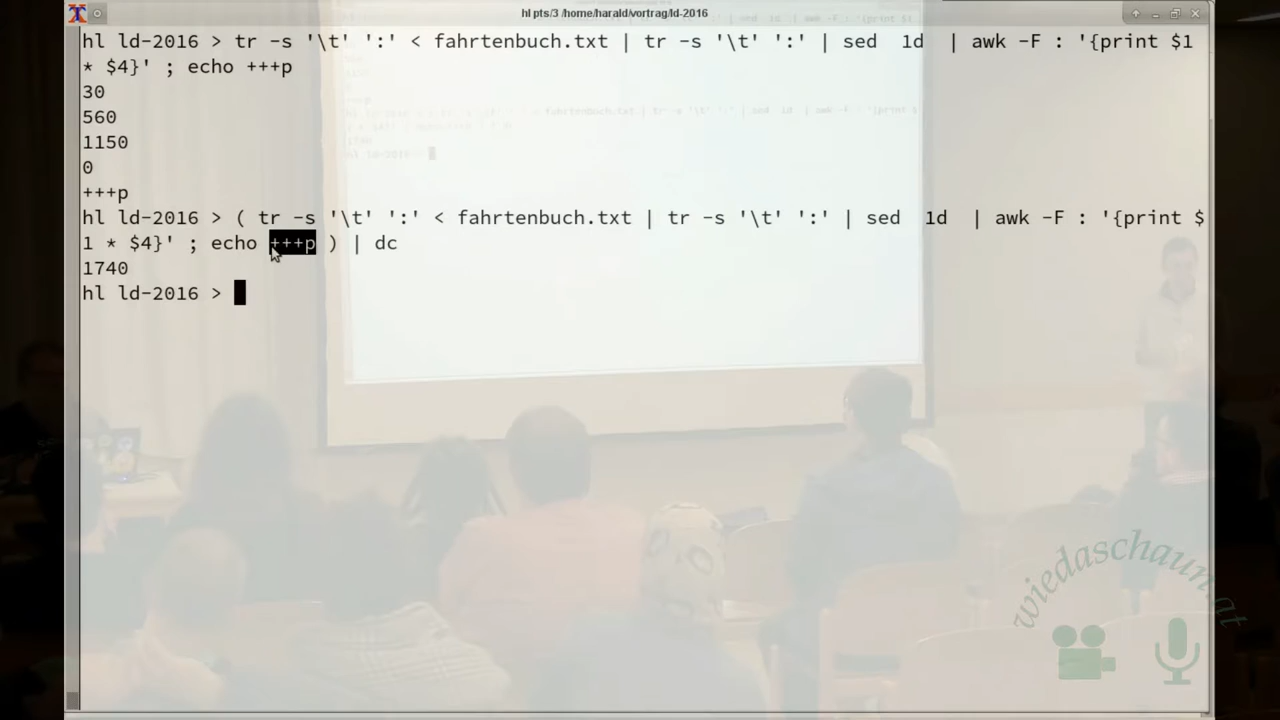 hl pts/3 /home/harald/vortrag/ld-2016
hl ld-2016 > tr -s '\t' ':' < fahrtenbuch.txt | tr -s '\t' ':' | sed  1d  | awk -F : '{print $1
* $4}' ; echo +++p
30
560
1150
0
+++p
hl ld-2016 > ( tr -s '\t' ':' < fahrtenbuch.txt | tr -s '\t' ':' | sed  1d  | awk -F : '{print $
1 * $4}' ; echo +++p ) | dc
1740
hl ld-2016 >
wiedaschaun.at